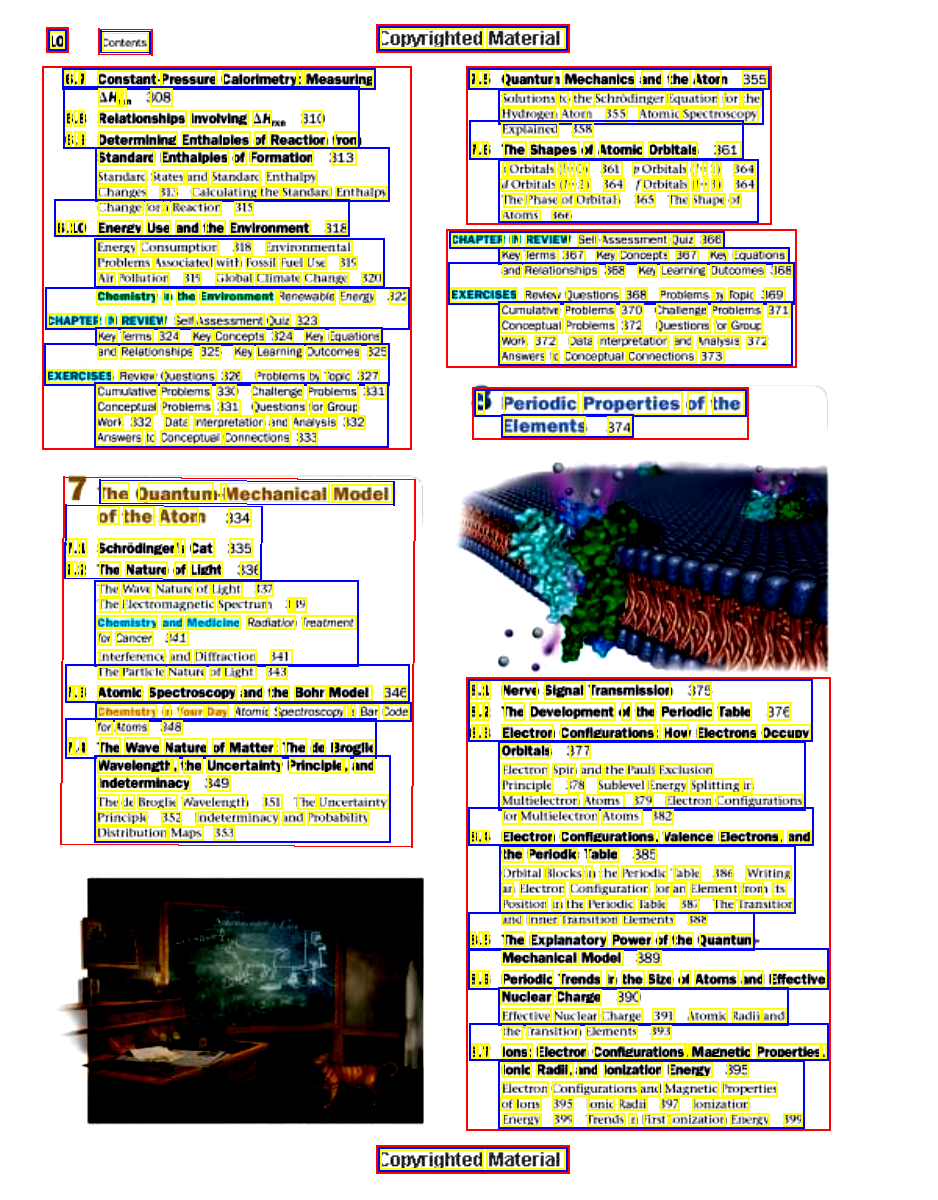 10 Contents
Copyrighted Material
6.7 Constant-Pressure Calorimetry: Measuring
ΔHrxn 308
6.8 Relationships Involving ΔHrxn 310
6.9 Determining Enthalpies of Reaction from
Standard Enthalpies of Formation 313
Standard States and Standard Enthalpy
Changes 313 Calculating the Standard Enthalpy
Change for a Reaction 315
6.10 Energy Use and the Environment 318
Energy Consumption 318 Environmental
Problems Associated with Fossil Fuel Use 319
Air Pollution 319 Global Climate Change 320
Chemistry in the Environment Renewable Energy 322
CHAPTER IN REVIEW Self-Assessment Quiz 323
Key Terms 324 Key Concepts 324 Key Equations
and Relationships 325 Key Learning Outcomes 325
EXERCISES Review Questions 326 Problems by Topic 327
Cumulative Problems 330 Challenge Problems 331
Conceptual Problems 331 Questions for Group
Work 332 Data Interpretation and Analysis 332
Answers to Conceptual Connections 333
7 The Quantum-Mechanical Model
of the Atom 334
7.1 Schrödinger's Cat 335
7.2 The Nature of Light 336
The Wave Nature of Light 337
The Electromagnetic Spectrum 339
Chemistry and Medicine Radiation Treatment
for Cancer 341
Interference and Diffraction 341
The Particle Nature of Light 343
7.3 Atomic Spectroscopy and the Bohr Model 346
Chemistry in Your Day Atomic Spectroscopy, a Bar Code
for Atoms 348
7.4 The Wave Nature of Matter: The de Broglie
Wavelength, the Uncertainty Principle, and
Indeterminacy 349
The de Broglie Wavelength 351 The Uncertainty
Principle 352 Indeterminacy and Probability
Distribution Maps 353
7.5 Quantum Mechanics and the Atom 355
Solutions to the Schrödinger Equation for the
Hydrogen Atom 355 Atomic Spectroscopy
Explained 358
7.6 The Shapes of Atomic Orbitals 361
s Orbitals (l = 0) 361 p Orbitals (l = 1) 364
d Orbitals (l = 2) 364 f Orbitals (l = 3) 364
The Phase of Orbitals 365 The Shape of
Atoms 366
CHAPTER IN REVIEW Self-Assessment Quiz 366
Key Terms 367 Key Concepts 367 Key Equations
and Relationships 368 Key Learning Outcomes 368
EXERCISES Review Questions 368 Problems by Topic 369
Cumulative Problems 370 Challenge Problems 371
Conceptual Problems 372 Questions for Group
Work 372 Data Interpretation and Analysis 372
Answers to Conceptual Connections 373
8 Periodic Properties of the
Elements 374
8.1 Nerve Signal Transmission 375
8.2 The Development of the Periodic Table 376
8.3 Electron Configurations: How Electrons Occupy
Orbitals 377
Electron Spin and the Pauli Exclusion
Principle 378 Sublevel Energy Splitting in
Multielectron Atoms 379 Electron Configurations
for Multielectron Atoms 382
8.4 Electron Configurations, Valence Electrons, and
the Periodic Table 385
Orbital Blocks in the Periodic Table 386 Writing
an Electron Configuration for an Element from Its
Position in the Periodic Table 387 The Transition
and Inner Transition Elements 388
8.5 The Explanatory Power of the Quantum-
Mechanical Model 389
8.6 Periodic Trends in the Size of Atoms and Effective
Nuclear Charge 390
Effective Nuclear Charge 391 Atomic Radii and
the Transition Elements 393
8.7 Ions: Electron Configurations, Magnetic Properties,
Ionic Radii, and Ionization Energy 395
Electron Configurations and Magnetic Properties
of Ions 395 Ionic Radii 397 Ionization
Energy 399 Trends in First Ionization Energy 399
Copyrighted Material